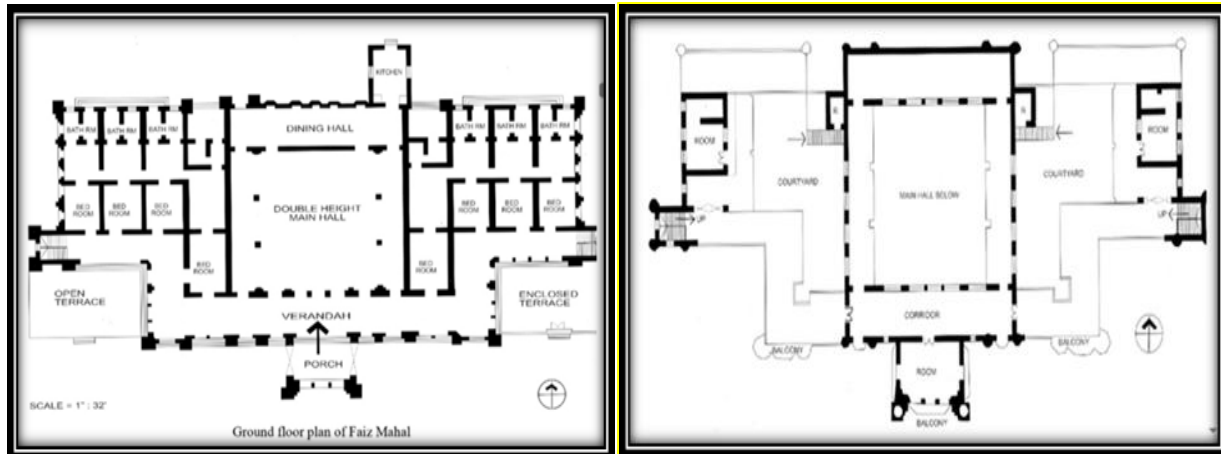 KITCHEN
BATH RM BATH RM BATH RM
DINING HALL
BATH RM BATH RM BATH RM
BED ROOM
BED ROOM
BED ROOM
DOUBLE HEIGHT
MAIN HALL
BED ROOM
BED ROOM
BED ROOM
BED ROOM
BED ROOM
OPEN
TERRACE
ENCLOSED
TERRACE
VERANDAH
PORCH
SCALE = 1" : 32'
Ground floor plan of Faiz Mahal
ROOM
ROOM
COURTYARD
MAIN HALL BELOW
COURTYARD
UP
UP
CORRIDOR
BALCONY
BALCONY
ROOM
BALCONY